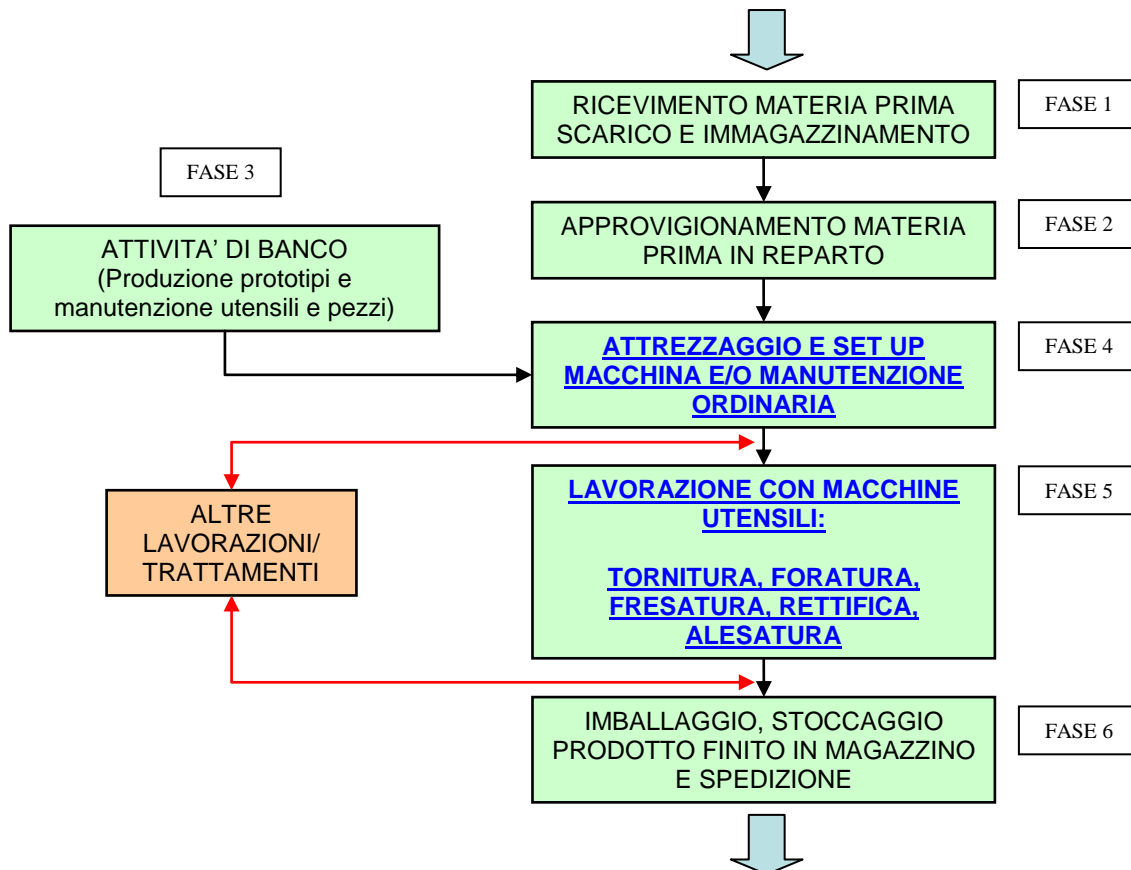 RICEVIMENTO MATERIA PRIMA
SCARICO E IMMAGAZZINAMENTO
FASE 1
FASE 3
APPROVIGIONAMENTO MATERIA
PRIMA IN REPARTO
FASE 2
ATTIVITA’ DI BANCO
(Produzione prototipi e
manutenzione utensili e pezzi)
ATTREZZAGGIO E SET UP
MACCHINA E/O MANUTENZIONE
ORDINARIA
FASE 4
LAVORAZIONE CON MACCHINE
UTENSILI:
TORNITURA, FORATURA,
FRESATURA, RETTIFICA,
ALESATURA
FASE 5
ALTRE
LAVORAZIONI/
TRATTAMENTI
IMBALLAGGIO, STOCCAGGIO
PRODOTTO FINITO IN MAGAZZINO
E SPEDIZIONE
FASE 6